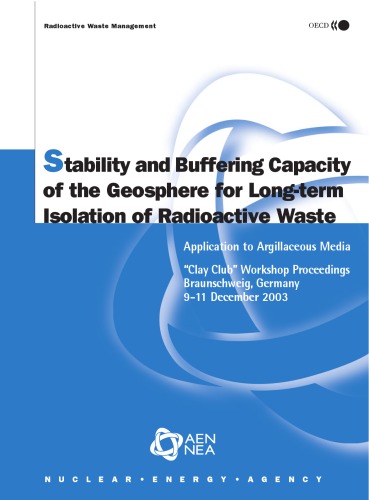 Radioactive Waste Management
OECD
Stability and Buffering Capacity
of the Geosphere for Long-term
Isolation of Radioactive Waste
Application to Argillaceous Media
“Clay Club” Workshop Proceedings
Braunschweig, Germany
9-11 December 2003
AEN
NEA
NUCLEAR • ENERGY • AGENCY